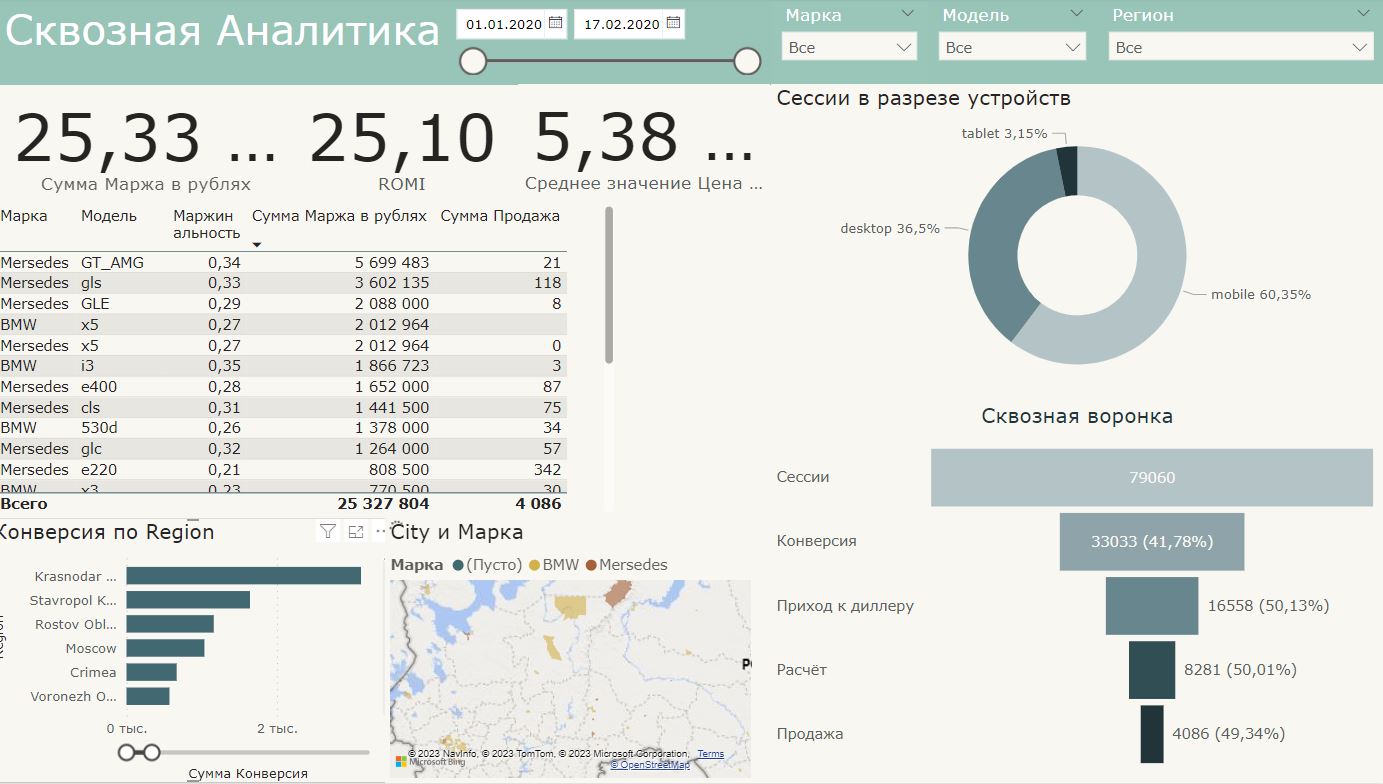 Сквозная Аналитика
01.01.2020
17.02.2020
Марка
Все
Модель
Все
Регион
Все
25,33 ...
Сумма Маржа в рублях
25,10
ROMI
5,38 ...
Среднее значение Цена ...
Марка Модель Маржин альность Сумма Маржа в рублях Сумма Продажа
Mersedes GT_AMG 0,34 5 699 483 21
Mersedes gls 0,33 3 602 135 118
Mersedes GLE 0,29 2 088 000 8
BMW x5 0,27 2 012 964
Mersedes x5 0,27 2 012 964 0
BMW i3 0,35 1 866 723 3
Mersedes e400 0,28 1 652 000 87
Mersedes cls 0,31 1 441 500 75
BMW 530d 0,26 1 378 000 34
Mersedes glc 0,32 1 264 000 57
Mersedes e220 0,21 808 500 342
BMW x3 0,23 770 500 30
Всего 25 327 804 4 086
Конверсия по Region
Region
Krasnodar ...
Stavropol K...
Rostov Obl...
Moscow
Crimea
Voronezh O...
0 тыс. 2 тыс.
Сумма Конверсия
City и Марка
Марка (Пусто) BMW Mersedes
© 2023 NavInfo, © 2023 TomTom, © 2023 Microsoft Corporation, Terms
Microsoft Bing
© OpenStreetMap
Сессии в разрезе устройств
tablet 3,15%
desktop 36,5%
mobile 60,35%
Сквозная воронка
Сессии 79060
Конверсия 33033 (41,78%)
Приход к диллеру 16558 (50,13%)
Расчёт 8281 (50,01%)
Продажа 4086 (49,34%)